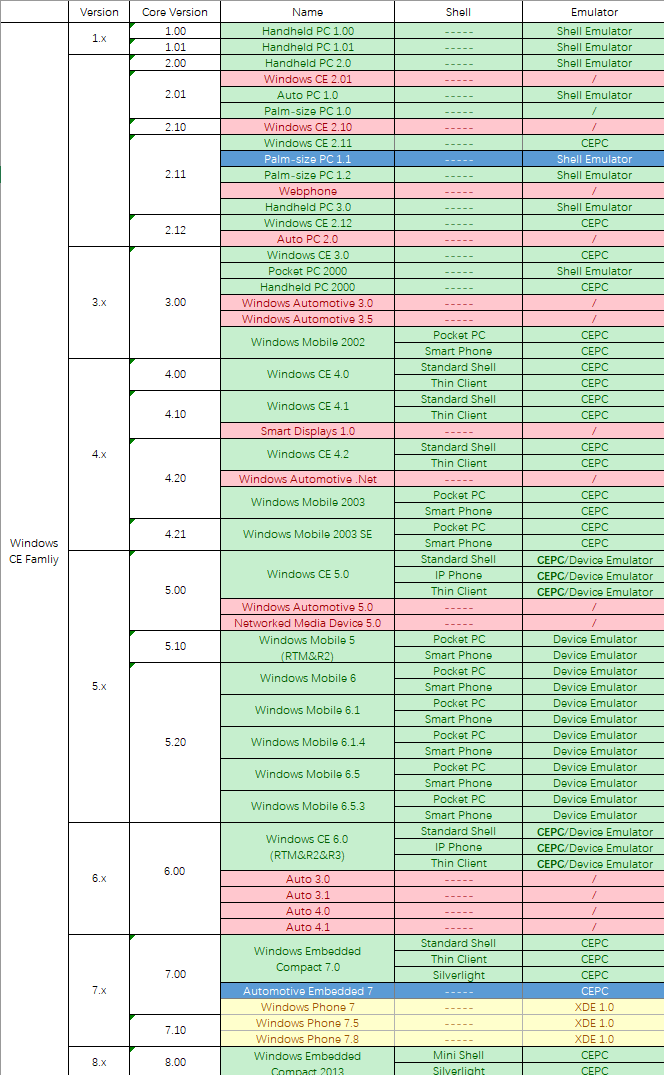 Version Core Version Name Shell Emulator
Windows CE Famliy
1.x 1.00 Handheld PC 1.00 ----- Shell Emulator
1.01 Handheld PC 1.01 ----- Shell Emulator
2.00 Handheld PC 2.0 ----- Shell Emulator
2.01 Windows CE 2.01 ----- /
Auto PC 1.0 ----- Shell Emulator
Palm-size PC 1.0 ----- /
2.10 Windows CE 2.10 ----- /
2.11 Windows CE 2.11 ----- CEPC
Palm-size PC 1.1 ----- Shell Emulator
Palm-size PC 1.2 ----- Shell Emulator
Webphone ----- /
Handheld PC 3.0 ----- Shell Emulator
2.12 Windows CE 2.12 ----- CEPC
Auto PC 2.0 ----- /
3.x 3.00 Windows CE 3.0 ----- CEPC
Pocket PC 2000 ----- Shell Emulator
Handheld PC 2000 ----- CEPC
Windows Automotive 3.0 ----- /
Windows Automotive 3.5 ----- /
Windows Mobile 2002 Pocket PC CEPC
Smart Phone CEPC
4.x 4.00 Windows CE 4.0 Standard Shell CEPC
Thin Client CEPC
4.10 Windows CE 4.1 Standard Shell CEPC
Thin Client CEPC
Smart Displays 1.0 ----- /
4.20 Windows CE 4.2 Standard Shell CEPC
Thin Client CEPC
Windows Automotive .Net ----- /
Windows Mobile 2003 Pocket PC CEPC
Smart Phone CEPC
4.21 Windows Mobile 2003 SE Pocket PC CEPC
Smart Phone CEPC
5.x 5.00 Windows CE 5.0 Standard Shell CEPC/Device Emulator
IP Phone CEPC/Device Emulator
Thin Client CEPC/Device Emulator
Windows Automotive 5.0 ----- /
Networked Media Device 5.0 ----- /
5.10 Windows Mobile 5 Pocket PC Device Emulator
(RTM&R2) Smart Phone Device Emulator
5.20 Windows Mobile 6 Pocket PC Device Emulator
Smart Phone Device Emulator
Windows Mobile 6.1 Pocket PC Device Emulator
Smart Phone Device Emulator
Windows Mobile 6.1.4 Pocket PC Device Emulator
Smart Phone Device Emulator
Windows Mobile 6.5 Pocket PC Device Emulator
Smart Phone Device Emulator
Windows Mobile 6.5.3 Pocket PC Device Emulator
Smart Phone Device Emulator
6.x 6.00 Windows CE 6.0 Standard Shell CEPC/Device Emulator
(RTM&R2&R3) IP Phone CEPC/Device Emulator
Thin Client CEPC/Device Emulator
Auto 3.0 ----- /
Auto 3.1 ----- /
Auto 4.0 ----- /
Auto 4.1 ----- /
7.x 7.00 Windows Embedded Standard Shell CEPC
Compact 7.0 Thin Client CEPC
Silverlight CEPC
Automotive Embedded 7 ----- CEPC
Windows Phone 7 ----- XDE 1.0
7.10 Windows Phone 7.5 ----- XDE 1.0
Windows Phone 7.8 ----- XDE 1.0
8.x 8.00 Windows Embedded Mini Shell CEPC
Compact 2013 Silverlight CEPC